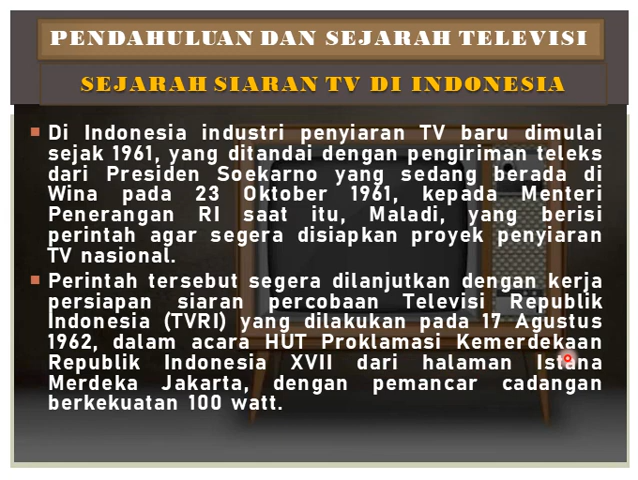 PENDAHULUAN DAN SEJARAH TELEVISI
SEJARAH SIARAN TV DI INDONESIA
Di Indonesia industri penyiaran TV baru dimulai
sejak 1961, yang ditandai dengan pengiriman teleks
dari Presiden Soekarno yang sedang berada di
Wina pada 23 Oktober 1961, kepada Menteri
Penerangan RI saat itu, Maladi, yang berisi
perintah agar segera disiapkan proyek penyiaran
TV nasional.
Perintah tersebut segera dilanjutkan dengan kerja
persiapan siaran percobaan Televisi Republik
Indonesia (TVRI) yang dilakukan pada 17 Agustus
1962, dalam acara HUT Proklamasi Kemerdekaan
Republik Indonesia XVII dari halaman Istana
Merdeka Jakarta, dengan pemancar cadangan
berkekuatan 100 watt.